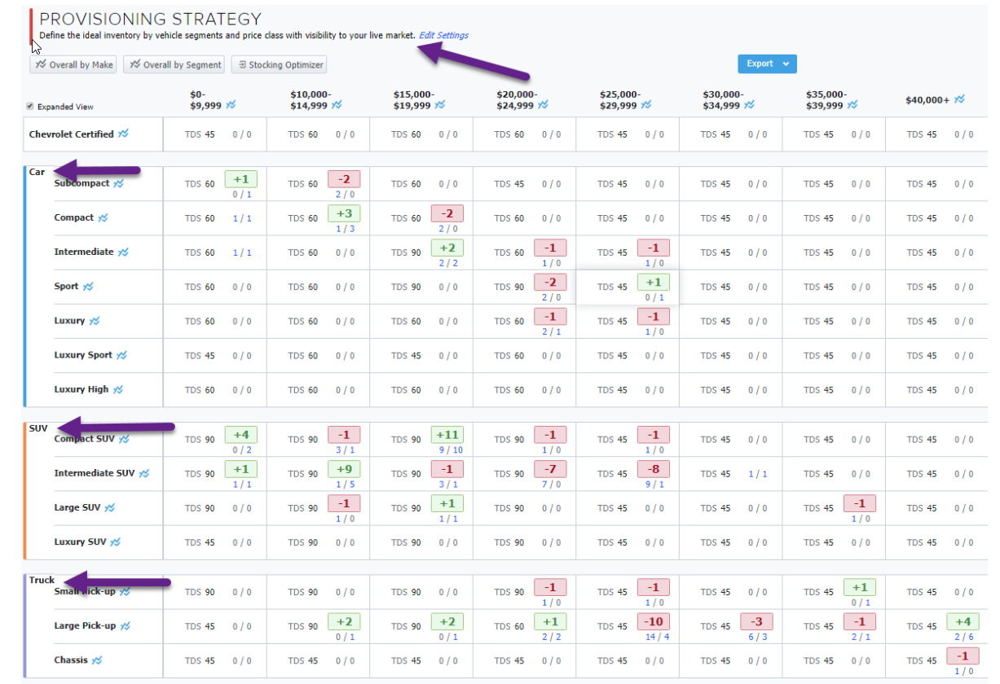 PROVISIONING STRATEGY
Define the ideal inventory by vehicle segments and price class with visibility to your live market. Edit Settings
Overall by Make Overall by Segment Stocking Optimizer Export
Expanded View $0-$9,999 $10,000-$14,999 $15,000-$19,999 $20,000-$24,999 $25,000-$29,999 $30,000-$34,999 $35,000-$39,999 $40,000+
Chevrolet Certified TDS 45 0 / 0 TDS 60 0 / 0 TDS 60 0 / 0 TDS 60 0 / 0 TDS 45 0 / 0 TDS 45 0 / 0 TDS 45 0 / 0 TDS 45 0 / 0
Car
Subcompact TDS 60 +1 0 / 1 TDS 60 -2 2 / 0 TDS 60 0 / 0 TDS 45 0 / 0 TDS 45 0 / 0 TDS 45 0 / 0 TDS 45 0 / 0 TDS 45 0 / 0
Compact TDS 60 1 / 1 TDS 60 +3 1 / 3 TDS 60 -2 2 / 0 TDS 60 0 / 0 TDS 45 0 / 0 TDS 45 0 / 0 TDS 45 0 / 0 TDS 45 0 / 0
Intermediate TDS 60 1 / 1 TDS 60 0 / 0 TDS 90 +2 2 / 2 TDS 60 -1 1 / 0 TDS 45 -1 1 / 0 TDS 45 0 / 0 TDS 45 0 / 0 TDS 45 0 / 0
Sport TDS 60 0 / 0 TDS 60 0 / 0 TDS 90 0 / 0 TDS 90 -2 2 / 0 TDS 45 +1 0 / 1 TDS 45 0 / 0 TDS 45 0 / 0 TDS 45 0 / 0
Luxury TDS 60 0 / 0 TDS 60 0 / 0 TDS 60 0 / 0 TDS 60 -1 2 / 1 TDS 45 -1 1 / 0 TDS 45 0 / 0 TDS 45 0 / 0 TDS 45 0 / 0
Luxury Sport TDS 45 0 / 0 TDS 60 0 / 0 TDS 45 0 / 0 TDS 60 0 / 0 TDS 45 0 / 0 TDS 45 0 / 0 TDS 45 0 / 0 TDS 45 0 / 0
Luxury High TDS 60 0 / 0 TDS 60 0 / 0 TDS 60 0 / 0 TDS 60 0 / 0 TDS 45 0 / 0 TDS 45 0 / 0 TDS 45 0 / 0 TDS 45 0 / 0
SUV
Compact SUV TDS 90 +4 0 / 2 TDS 90 -1 3 / 1 TDS 90 +11 9 / 10 TDS 90 -1 1 / 0 TDS 45 -1 1 / 0 TDS 45 0 / 0 TDS 45 0 / 0 TDS 45 0 / 0
Intermediate SUV TDS 90 +1 1 / 1 TDS 90 +9 1 / 5 TDS 90 -1 3 / 1 TDS 90 -7 7 / 0 TDS 45 -8 9 / 1 TDS 45 1 / 1 TDS 45 0 / 0 TDS 45 0 / 0
Large SUV TDS 90 0 / 0 TDS 90 -1 1 / 0 TDS 90 +1 1 / 1 TDS 90 0 / 0 TDS 45 0 / 0 TDS 45 0 / 0 TDS 45 -1 1 / 0 TDS 45 0 / 0
Luxury SUV TDS 45 0 / 0 TDS 90 0 / 0 TDS 90 0 / 0 TDS 90 0 / 0 TDS 45 0 / 0 TDS 45 0 / 0 TDS 45 0 / 0 TDS 45 0 / 0
Truck
Small Pick-up TDS 90 0 / 0 TDS 90 0 / 0 TDS 90 0 / 0 TDS 90 -1 1 / 0 TDS 45 -1 1 / 0 TDS 45 0 / 0 TDS 45 +1 0 / 1 TDS 45 0 / 0
Large Pick-up TDS 45 0 / 0 TDS 90 +2 0 / 1 TDS 90 +2 0 / 1 TDS 60 +1 2 / 2 TDS 45 -10 14 / 4 TDS 45 -3 6 / 3 TDS 45 -1 2 / 1 TDS 45 +4 2 / 6
Chassis TDS 45 0 / 0 TDS 45 0 / 0 TDS 45 0 / 0 TDS 45 0 / 0 TDS 45 0 / 0 TDS 45 0 / 0 TDS 45 0 / 0 TDS 45 -1 1 / 0